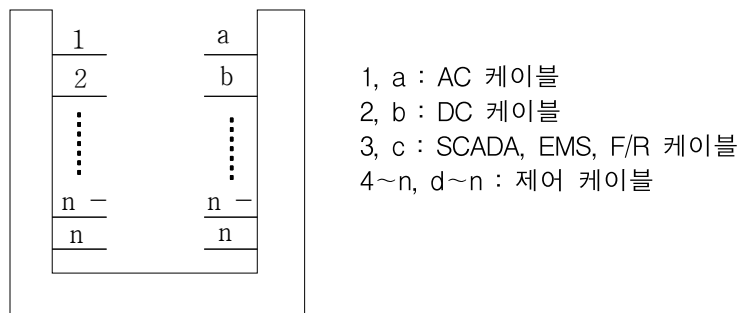 1 a
2 b
n - n -
n n
1, a : AC 케이블
2, b : DC 케이블
3, c : SCADA, EMS, F/R 케이블
4~n, d~n : 제어 케이블